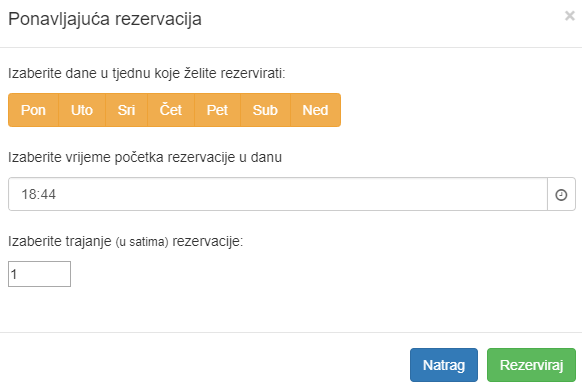 Ponavljajuća rezervacija ×
Izaberite dane u tjednu koje želite rezervirati:
Pon Uto Sri Čet Pet Sub Ned
Izaberite vrijeme početka rezervacije u danu
18:44
Izaberite trajanje (u satima) rezervacije:
1
Natrag Rezerviraj